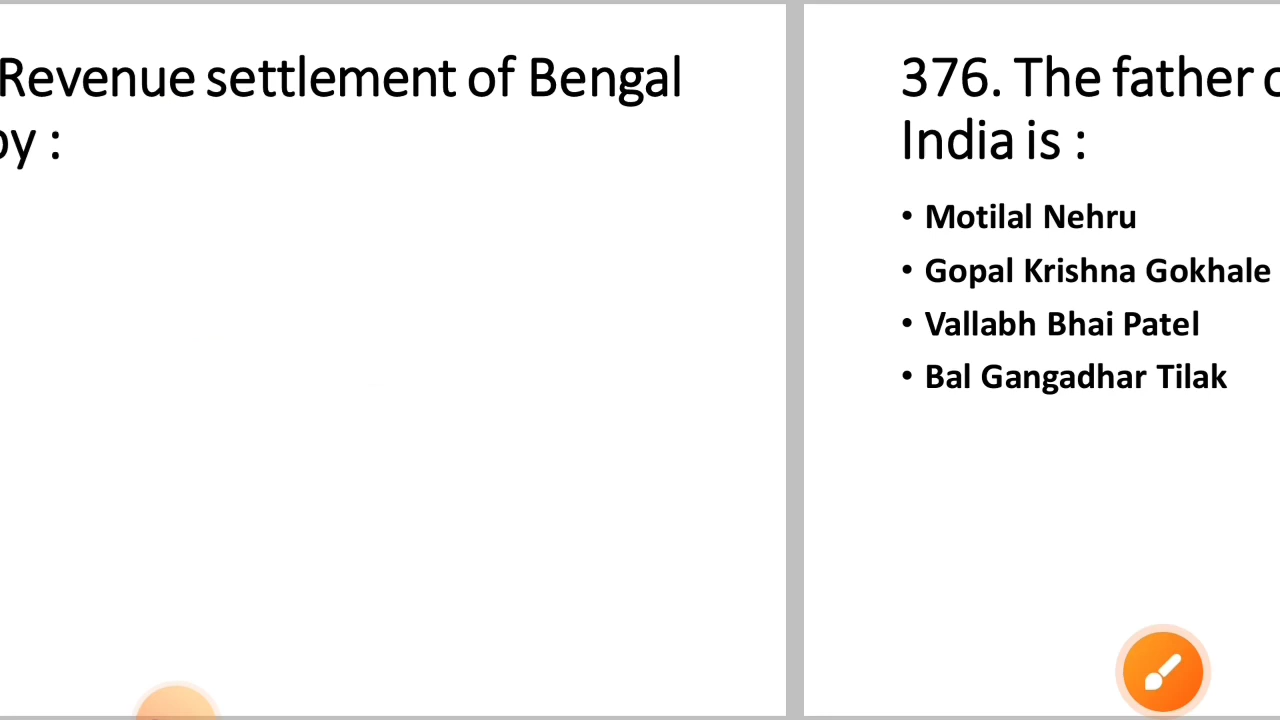 Revenue settlement of Bengal
by :
376. The father
India is :
• Motilal Nehru
• Gopal Krishna Gokhale
• Vallabh Bhai Patel
• Bal Gangadhar Tilak